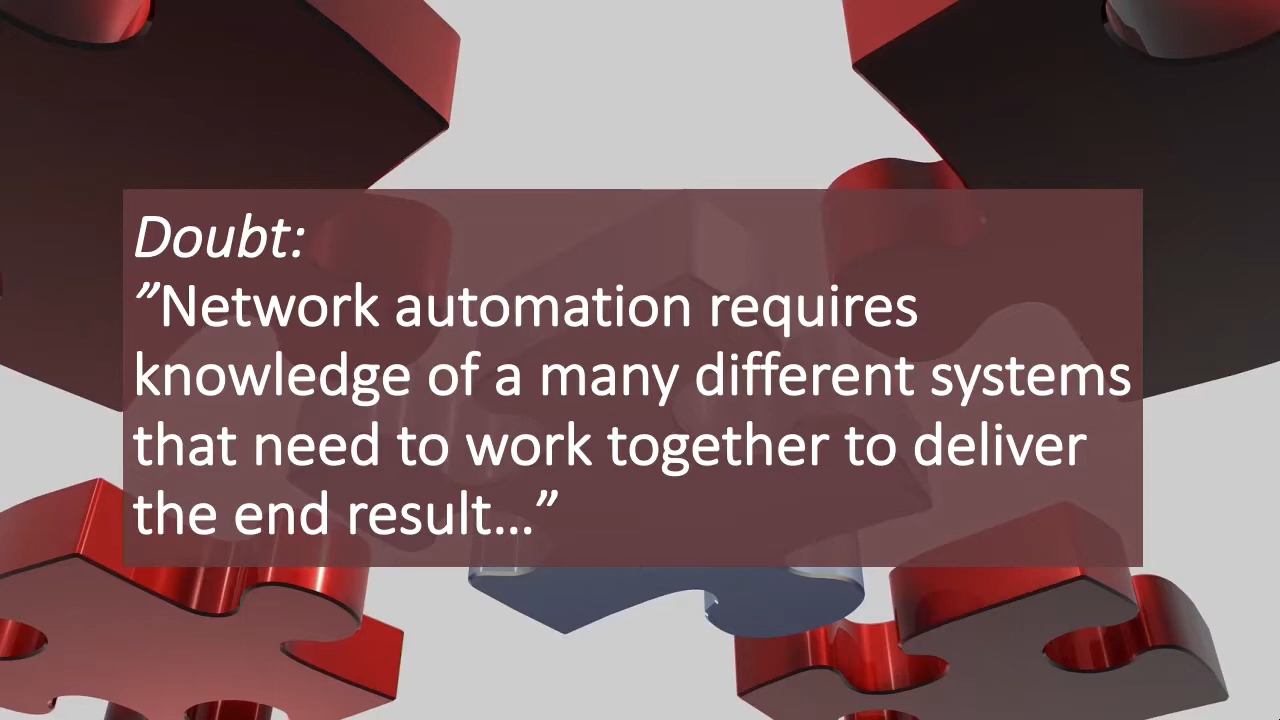 Doubt:
”Network automation requires
knowledge of a many different systems
that need to work together to deliver
the end result…”